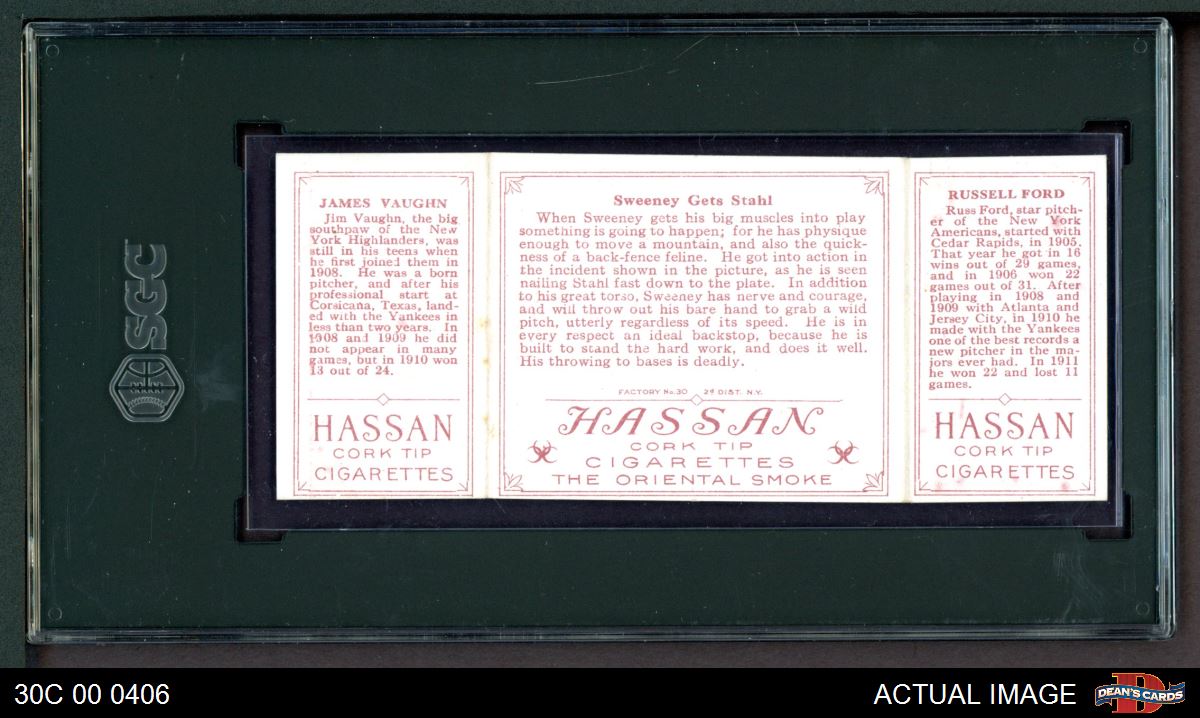 SGC
JAMES VAUGHN
Jim Vaughn, the big
southpaw of the New
York Highlanders, was
still in his teens when
he first joined them in
1908. He was a born
pitcher, and after his
professional start at
Corsicana, Texas, land-
ed with the Yankees in
less than two years. In
1908 and 1909 he did
not appear in many
games, but in 1910 won
13 out of 24.
HASSAN
CORK TIP
CIGARETTES
Sweeney Gets Stahl
When Sweeney gets his big muscles into play
something is going to happen; for he has physique
enough to move a mountain, and also the quick-
ness of a back-fence feline. He got into action in
the incident shown in the picture, as he is seen
nailing Stahl fast down to the plate. In addition
to his great torso, Sweeney has nerve and courage,
and will throw out his bare hand to grab a wild
pitch, utterly regardless of its speed. He is in
every respect an ideal backstop, because he is
built to stand the hard work, and does it well.
His throwing to bases is deadly.
FACTORY No. 30 2d DIST. N.Y.
HASSAN
CORK TIP
CIGARETTES
THE ORIENTAL SMOKE
RUSSELL FORD
Russ Ford, star pitch-
er of the New York
Americans, started with
Cedar Rapids, in 1905.
That year he got in 16
wins out of 29 games,
and in 1906 won 22
games out of 31. After
playing in 1908 and
1909 with Atlanta and
Jersey City, in 1910 he
made with the Yankees
one of the best records a
new pitcher in the ma-
jors ever had. In 1911
he won 22 and lost 11
games.
HASSAN
CORK TIP
CIGARETTES
30C 00 0406
ACTUAL IMAGE
DEAN'S CARDS